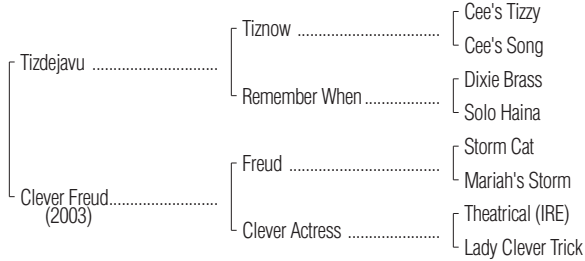 Cee's Tizzy
Tiznow ..................................
Cee's Song
Tizdejavu ..............................
Dixie Brass
Remember When..................
Solo Haina
Storm Cat
Freud ....................................
Mariah's Storm
Clever Freud..........................
(2003)
Theatrical (IRE)
Clever Actress ......................
Lady Clever Trick